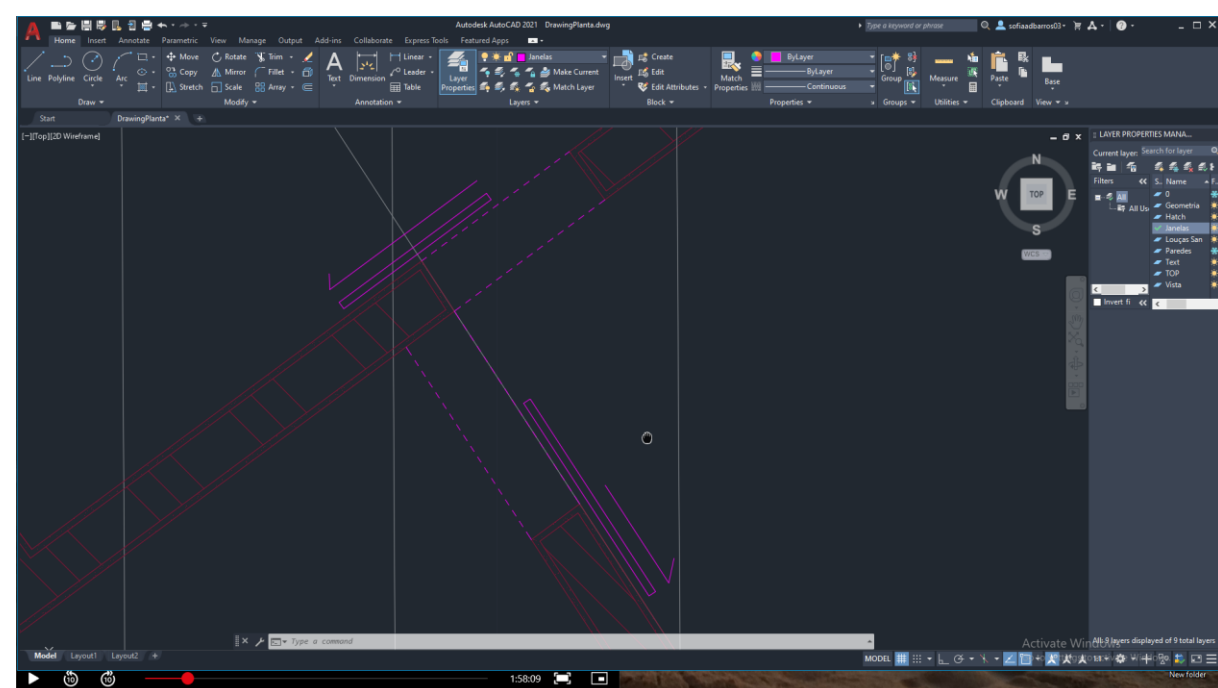 Autodesk AutoCAD 2021 DrawingPlanta.dwg
Type a keyword or phrase
sofiaadbarros03
Home Insert Annotate Parametric View Manage Output Add-ins Collaborate Express Tools Featured Apps
Line Polyline Circle Arc
Move Rotate Trim
Copy Mirror Fillet
Stretch Scale Array
Text Dimension
Linear
Leader
Table
Layer Properties
Janelas
Make Current
Match Layer
Insert
Create
Edit
Edit Attributes
Match Properties
ByLayer
ByLayer
Continuous
Group
Measure
Paste
Base
Draw Modify Annotation Layers Block Properties Groups Utilities Clipboard View
Start DrawingPlanta*
[−][Top][2D Wireframe]
N
W TOP E
S
WCS
LAYER PROPERTIES MANA...
Current layer: Search for layer
Filters
All
All Us
S.. Name F..
0
Geometria
Hatch
Janelas
Louças San
Paredes
Text
TOP
Vista
Invert fi
Type a command
Activate Windows
All: 9 layers displayed of 9 total layers
Model Layout1 Layout2
MODEL
10 10
1:58:09
New folder